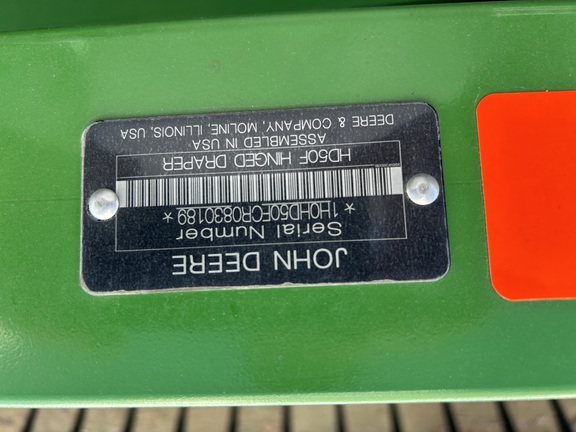 JOHN DEERE
Serial Number
*1H0HD50FCR0830189*
HD50F HINGED DRAPER
ASSEMBLED IN USA
DEERE & COMPANY, MOLINE, ILLINOIS, USA